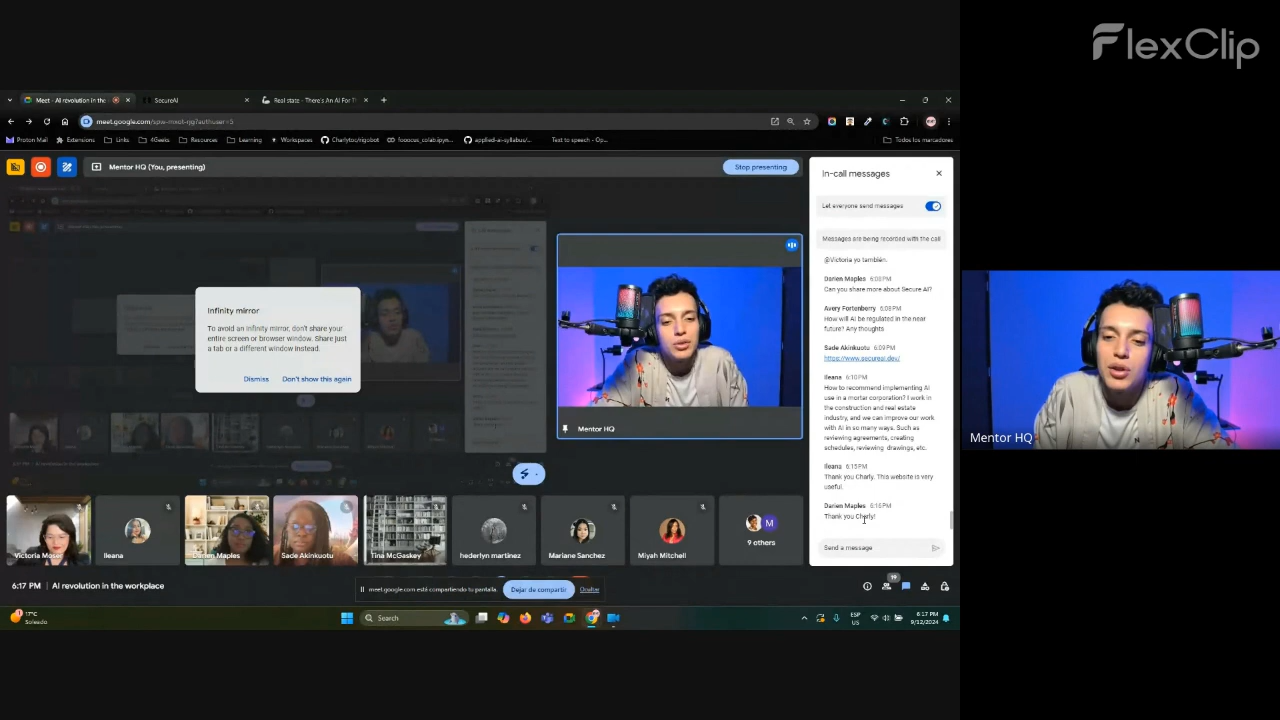 FlexClip
Meet - AI revolution in the
SecureAI
Real state - There's An AI For T
meet.google.com/spw-mxot-rjg?authuser=5
Proton Mail
Extensions
Links
4Geeks
Resources
Learning
Workspaces
Charlytoc/rigobot
fooocus_colab.ipyn...
applied-ai-syllabus/...
Text to speech - Op...
Todos los marcadores
Mentor HQ (You, presenting)
Stop presenting
Infinity mirror
To avoid an infinity mirror, don't share your
entire screen or browser window. Share just
a tab or a different window instead.
Dismiss
Don't show this again
Mentor HQ
In-call messages
Let everyone send messages
Messages are being recorded with the call
@Victoria yo también.
Darien Maples 6:08 PM
Can you share more about Secure AI?
Avery Fortenberry 6:08 PM
How will AI be regulated in the near
future? Any thoughts
Sade Akinkuotu 6:09 PM
https://www.secureai.dev/
Ileana 6:10 PM
How to recommend implementing AI
use in a mortar corporation? I work in
the construction and real estate
industry, and we can improve our work
with AI in so many ways. Such as
reviewing agreements, creating
schedules, reviewing drawings, etc.
Ileana 6:15 PM
Thank you Charly. This website is very
useful.
Darien Maples 6:16 PM
Thank you Charly!
Send a message
Victoria Moser
Ileana
Darien Maples
Sade Akinkuotu
Tina McGaskey
hederlyn martinez
Mariane Sanchez
Miyah Mitchell
M
9 others
6:17 PM | AI revolution in the workplace
meet.google.com está compartiendo tu pantalla.
Dejar de compartir
Ocultar
19
17°C
Soleado
Search
ESP
US
6:17 PM
9/12/2024
Mentor HQ